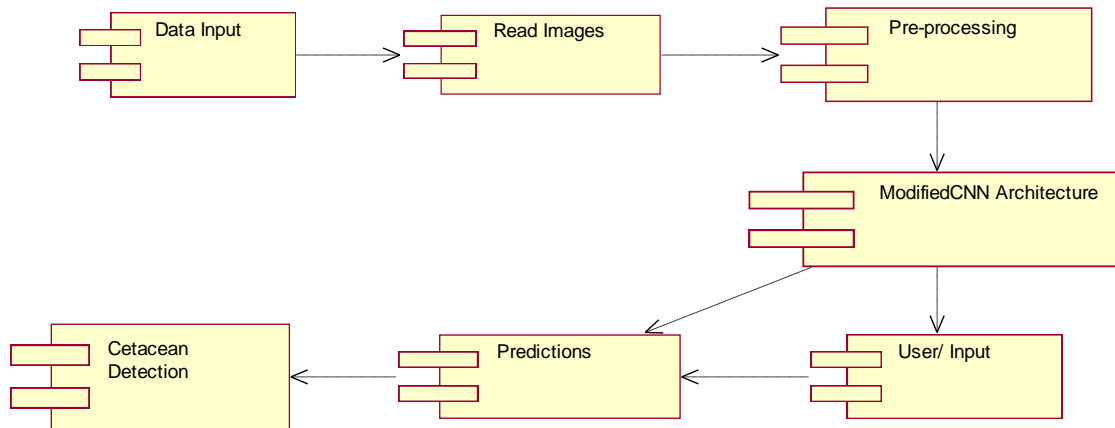 Data Input
Read Images
Pre-processing
ModifiedCNN Architecture
User/ Input
Predictions
Cetacean
Detection